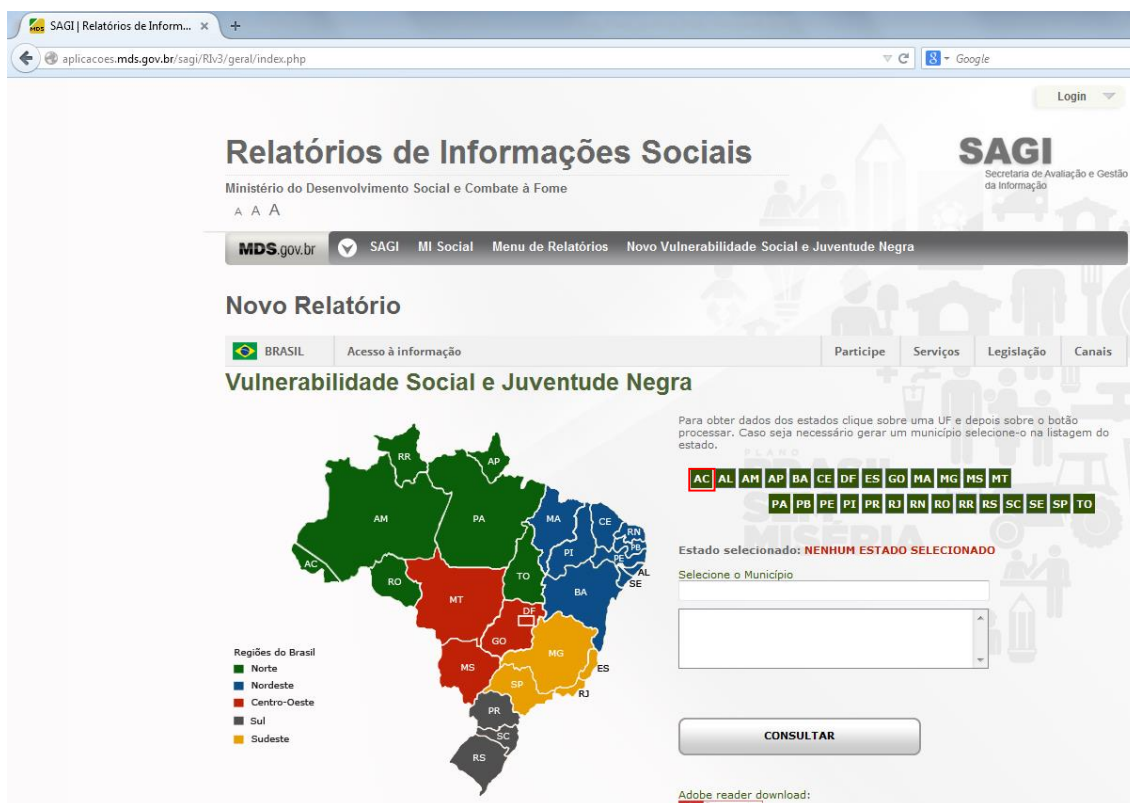 SAGI | Relatórios de Inform... × +
aplicacoes.mds.gov.br/sagi/RIv3/geral/index.php
Google
Login
Relatórios de Informações Sociais
Ministério do Desenvolvimento Social e Combate à Fome
A A A
SAGI
Secretaria de Avaliação e Gestão
da Informação
MDS.gov.br SAGI MI Social Menu de Relatórios Novo Vulnerabilidade Social e Juventude Negra
Novo Relatório
BRASIL Acesso à informação Participe Serviços Legislação Canais
Vulnerabilidade Social e Juventude Negra
Para obter dados dos estados clique sobre uma UF e depois sobre o botão
processar. Caso seja necessário gerar um município selecione-o na listagem do
estado.
PLANO
BRASIL
SEM
MISÉRIA
AC AL AM AP BA CE DF ES GO MA MG MS MT
PA PB PE PI PR RJ RN RO RR RS SC SE SP TO
Estado selecionado: NENHUM ESTADO SELECIONADO
Selecione o Município
CONSULTAR
Adobe reader download:
RR
AP
AM
PA
MA
CE
RN
PB
PE
PI
AC
RO
TO
AL
SE
BA
MT
DF
GO
MG
MS
ES
SP
RJ
PR
SC
RS
Regiões do Brasil
Norte
Nordeste
Centro-Oeste
Sul
Sudeste